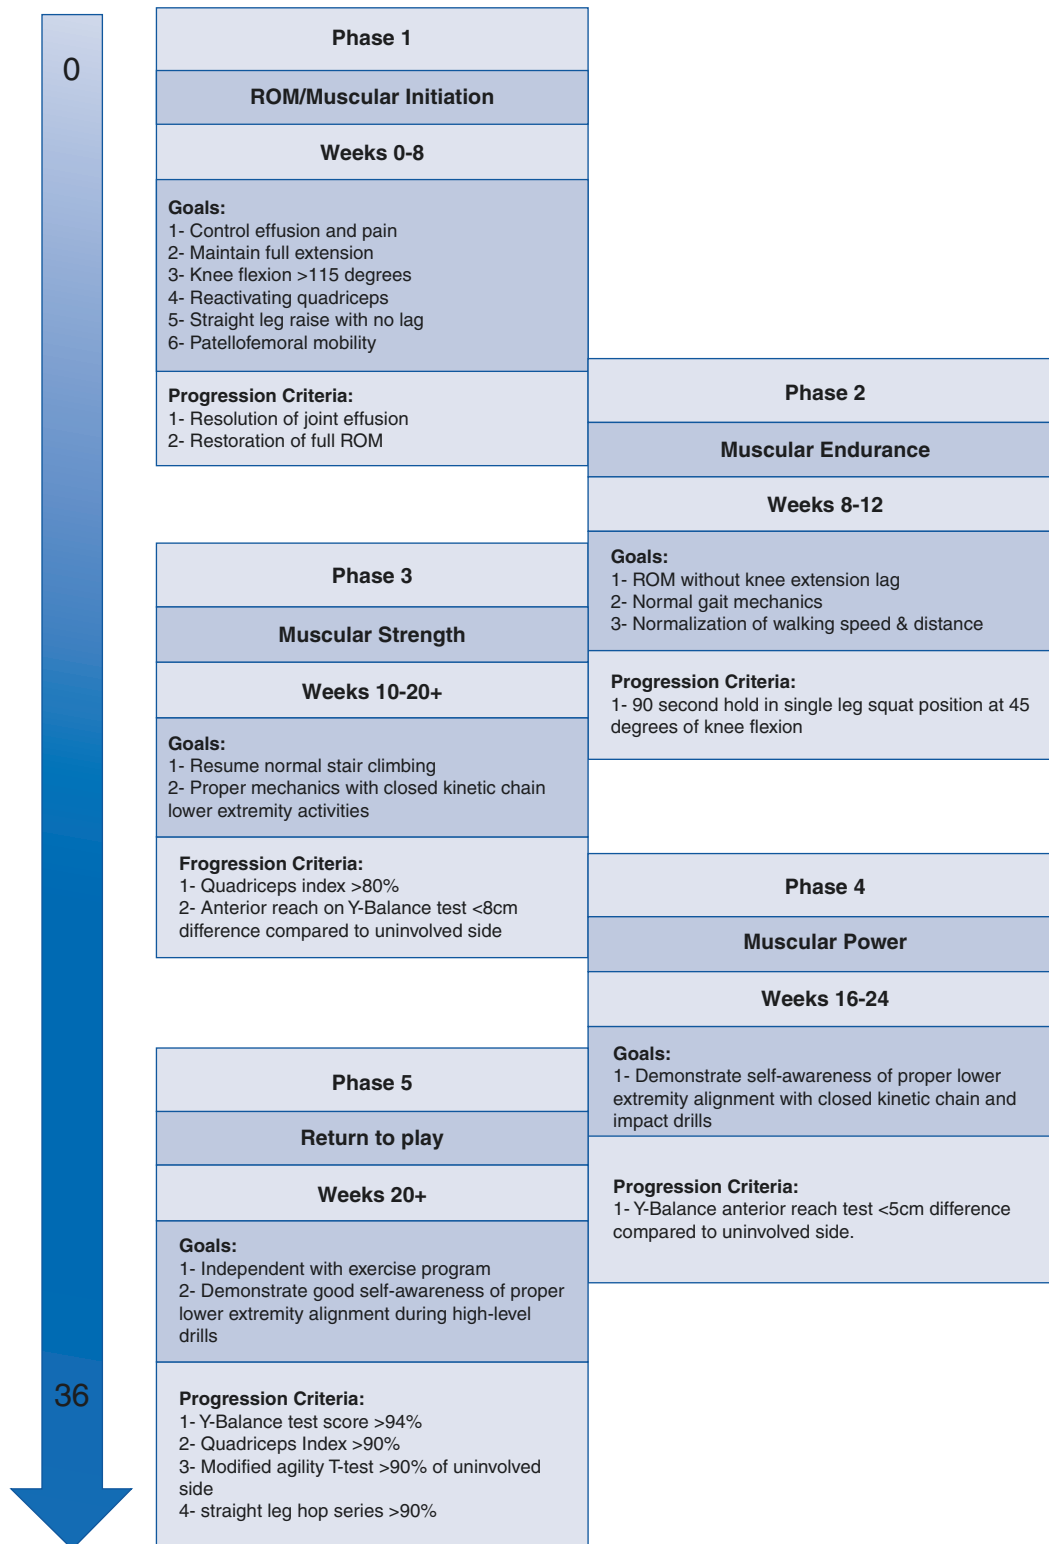 0
Phase 1
ROM/Muscular Initiation
Weeks 0-8
Goals:
1- Control effusion and pain
2- Maintain full extension
3- Knee flexion >115 degrees
4- Reactivating quadriceps
5- Straight leg raise with no lag
6- Patellofemoral mobility
Progression Criteria:
1- Resolution of joint effusion
2- Restoration of full ROM
Phase 2
Muscular Endurance
Weeks 8-12
Goals:
1- ROM without knee extension lag
2- Normal gait mechanics
3- Normalization of walking speed & distance
Progression Criteria:
1- 90 second hold in single leg squat position at 45
degrees of knee flexion
Phase 3
Muscular Strength
Weeks 10-20+
Goals:
1- Resume normal stair climbing
2- Proper mechanics with closed kinetic chain
lower extremity activities
Frogression Criteria:
1- Quadriceps index >80%
2- Anterior reach on Y-Balance test <8cm
difference compared to uninvolved side
Phase 4
Muscular Power
Weeks 16-24
Goals:
1- Demonstrate self-awareness of proper lower
extremity alignment with closed kinetic chain and
impact drills
Progression Criteria:
1- Y-Balance anterior reach test <5cm difference
compared to uninvolved side.
Phase 5
Return to play
Weeks 20+
Goals:
1- Independent with exercise program
2- Demonstrate good self-awareness of proper
lower extremity alignment during high-level
drills
36
Progression Criteria:
1- Y-Balance test score >94%
2- Quadriceps Index >90%
3- Modified agility T-test >90% of uninvolved
side
4- straight leg hop series >90%